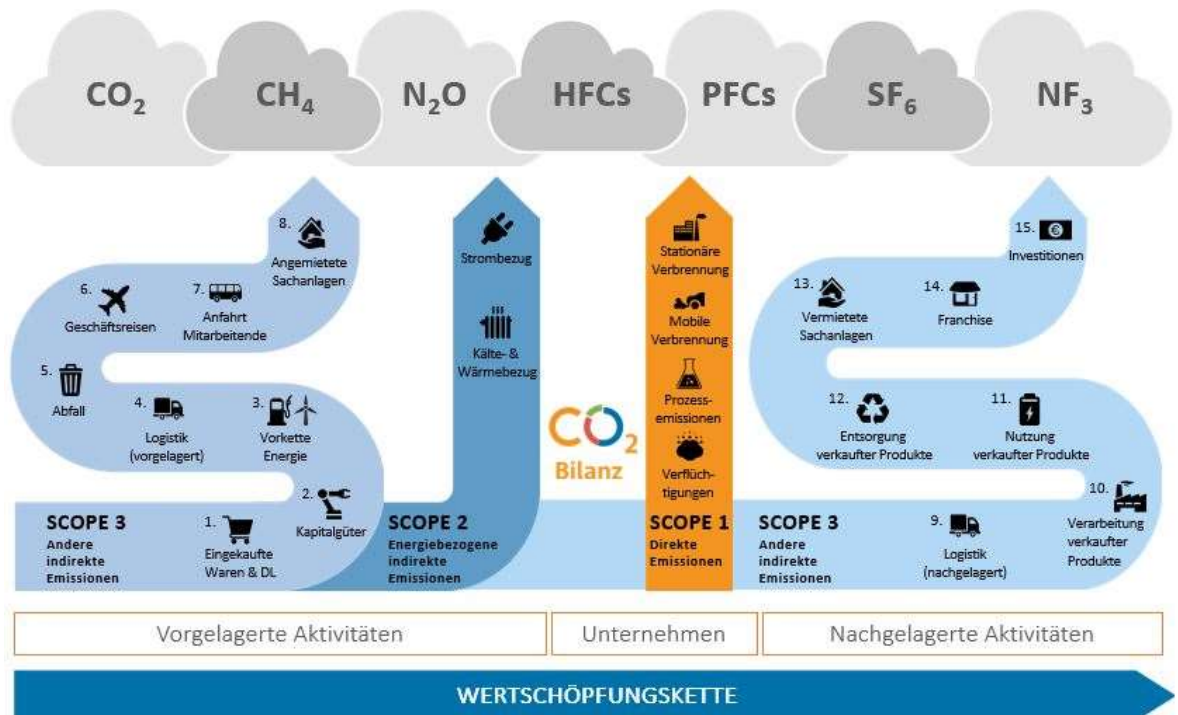 CO₂
CH₄
N₂O
HFCs
PFCs
SF₆
NF₃
8.
Angemietete
Sachanlagen
6.
Geschäftsreisen
7.
Anfahrt
Mitarbeitende
5.
Abfall
4.
Logistik
(vorgelagert)
3.
Vorkette
Energie
2.
Kapitalgüter
1.
Eingekaufte
Waren & DL
SCOPE 3
Andere
indirekte
Emissionen
Strombezug
Kälte- &
Wärmebezug
SCOPE 2
Energiebezogene
indirekte
Emissionen
CO2
Bilanz
Stationäre
Verbrennung
Mobile
Verbrennung
Prozess-
emissionen
Verflüch-
tigungen
SCOPE 1
Direkte
Emissionen
15.
Investitionen
13.
Vermietete
Sachanlagen
14.
Franchise
12.
Entsorgung
verkaufter Produkte
11.
Nutzung
verkaufter Produkte
10.
Verarbeitung
verkaufter
Produkte
9.
Logistik
(nachgelagert)
SCOPE 3
Andere
indirekte
Emissionen
Vorgelagerte Aktivitäten
Unternehmen
Nachgelagerte Aktivitäten
WERTSCHÖPFUNGSKETTE